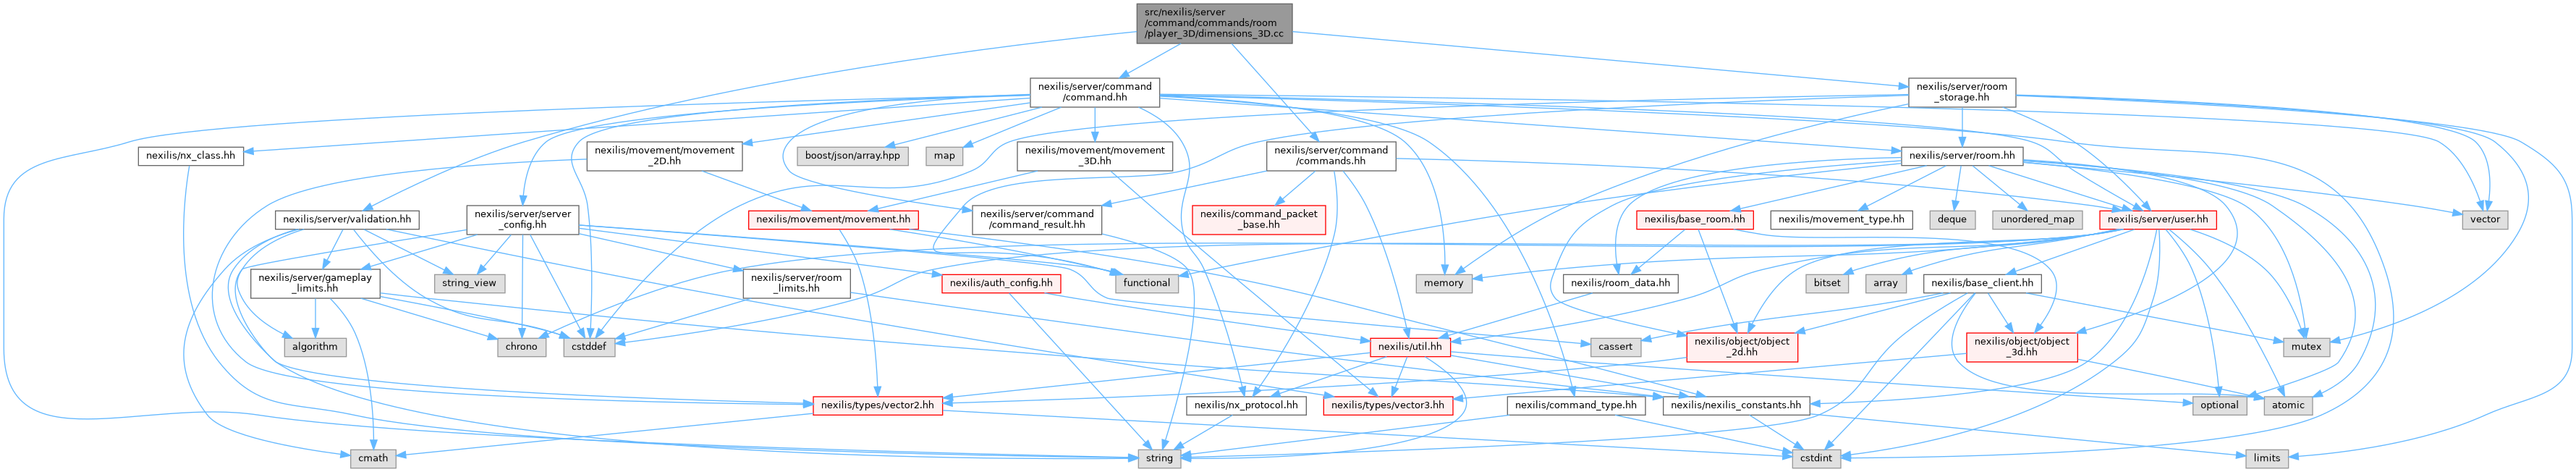 src/nexilis/server
/command/commands/room
/player_3D/dimensions_3D.cc
nexilis/server/command
/command.hh
nexilis/server/room
_storage.hh
nexilis/nx_class.hh
nexilis/movement/movement
_2D.hh
boost/json/array.hpp
map
nexilis/movement/movement
_3D.hh
nexilis/server/command
/commands.hh
nexilis/server/room.hh
nexilis/server/validation.hh
nexilis/server/server
_config.hh
nexilis/movement/movement.hh
nexilis/server/command
/command_result.hh
nexilis/command_packet
_base.hh
nexilis/base_room.hh
nexilis/movement_type.hh
deque
unordered_map
nexilis/server/user.hh
vector
nexilis/server/gameplay
_limits.hh
string_view
nexilis/server/room
_limits.hh
nexilis/auth_config.hh
functional
memory
nexilis/room_data.hh
bitset
array
nexilis/base_client.hh
algorithm
chrono
cstddef
nexilis/util.hh
cassert
nexilis/object/object
_2d.hh
nexilis/object/object
_3d.hh
mutex
nexilis/types/vector2.hh
nexilis/nx_protocol.hh
nexilis/types/vector3.hh
nexilis/command_type.hh
nexilis/nexilis_constants.hh
optional
atomic
cmath
string
cstdint
limits